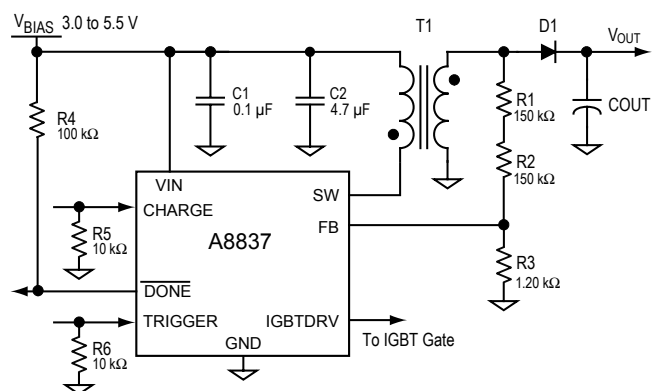 VBIAS 3.0 to 5.5 V
T1
D1
VOUT
C1
0.1 µF
C2
4.7 µF
R1
150 kΩ
COUT
R4
100 kΩ
R2
150 kΩ
VIN
SW
CHARGE
FB
R5
10 kΩ
A8837
R3
1.20 kΩ
DONE
TRIGGER
IGBTDRV
To IGBT Gate
GND
R6
10 kΩ